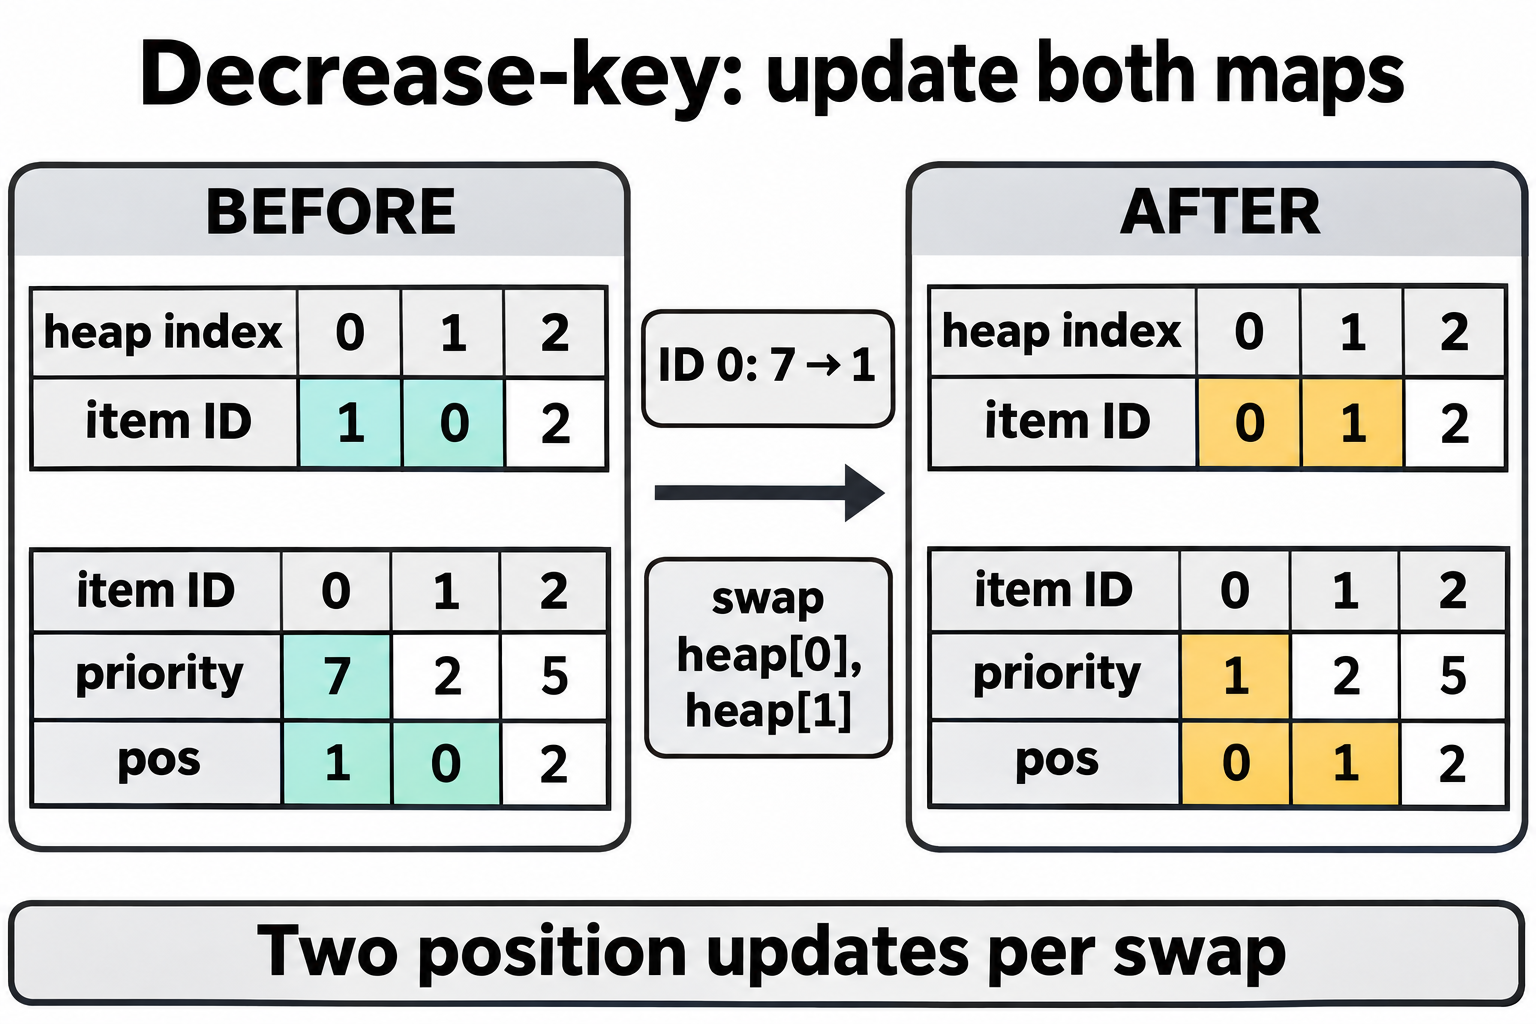 Decrease-key: update both maps
BEFORE
heap index 0 1 2
item ID 1 0 2
item ID 0 1 2
priority 7 2 5
pos 1 0 2
ID 0: 7 → 1
swap
heap[0],
heap[1]
AFTER
heap index 0 1 2
item ID 0 1 2
item ID 0 1 2
priority 1 2 5
pos 0 1 2
Two position updates per swap